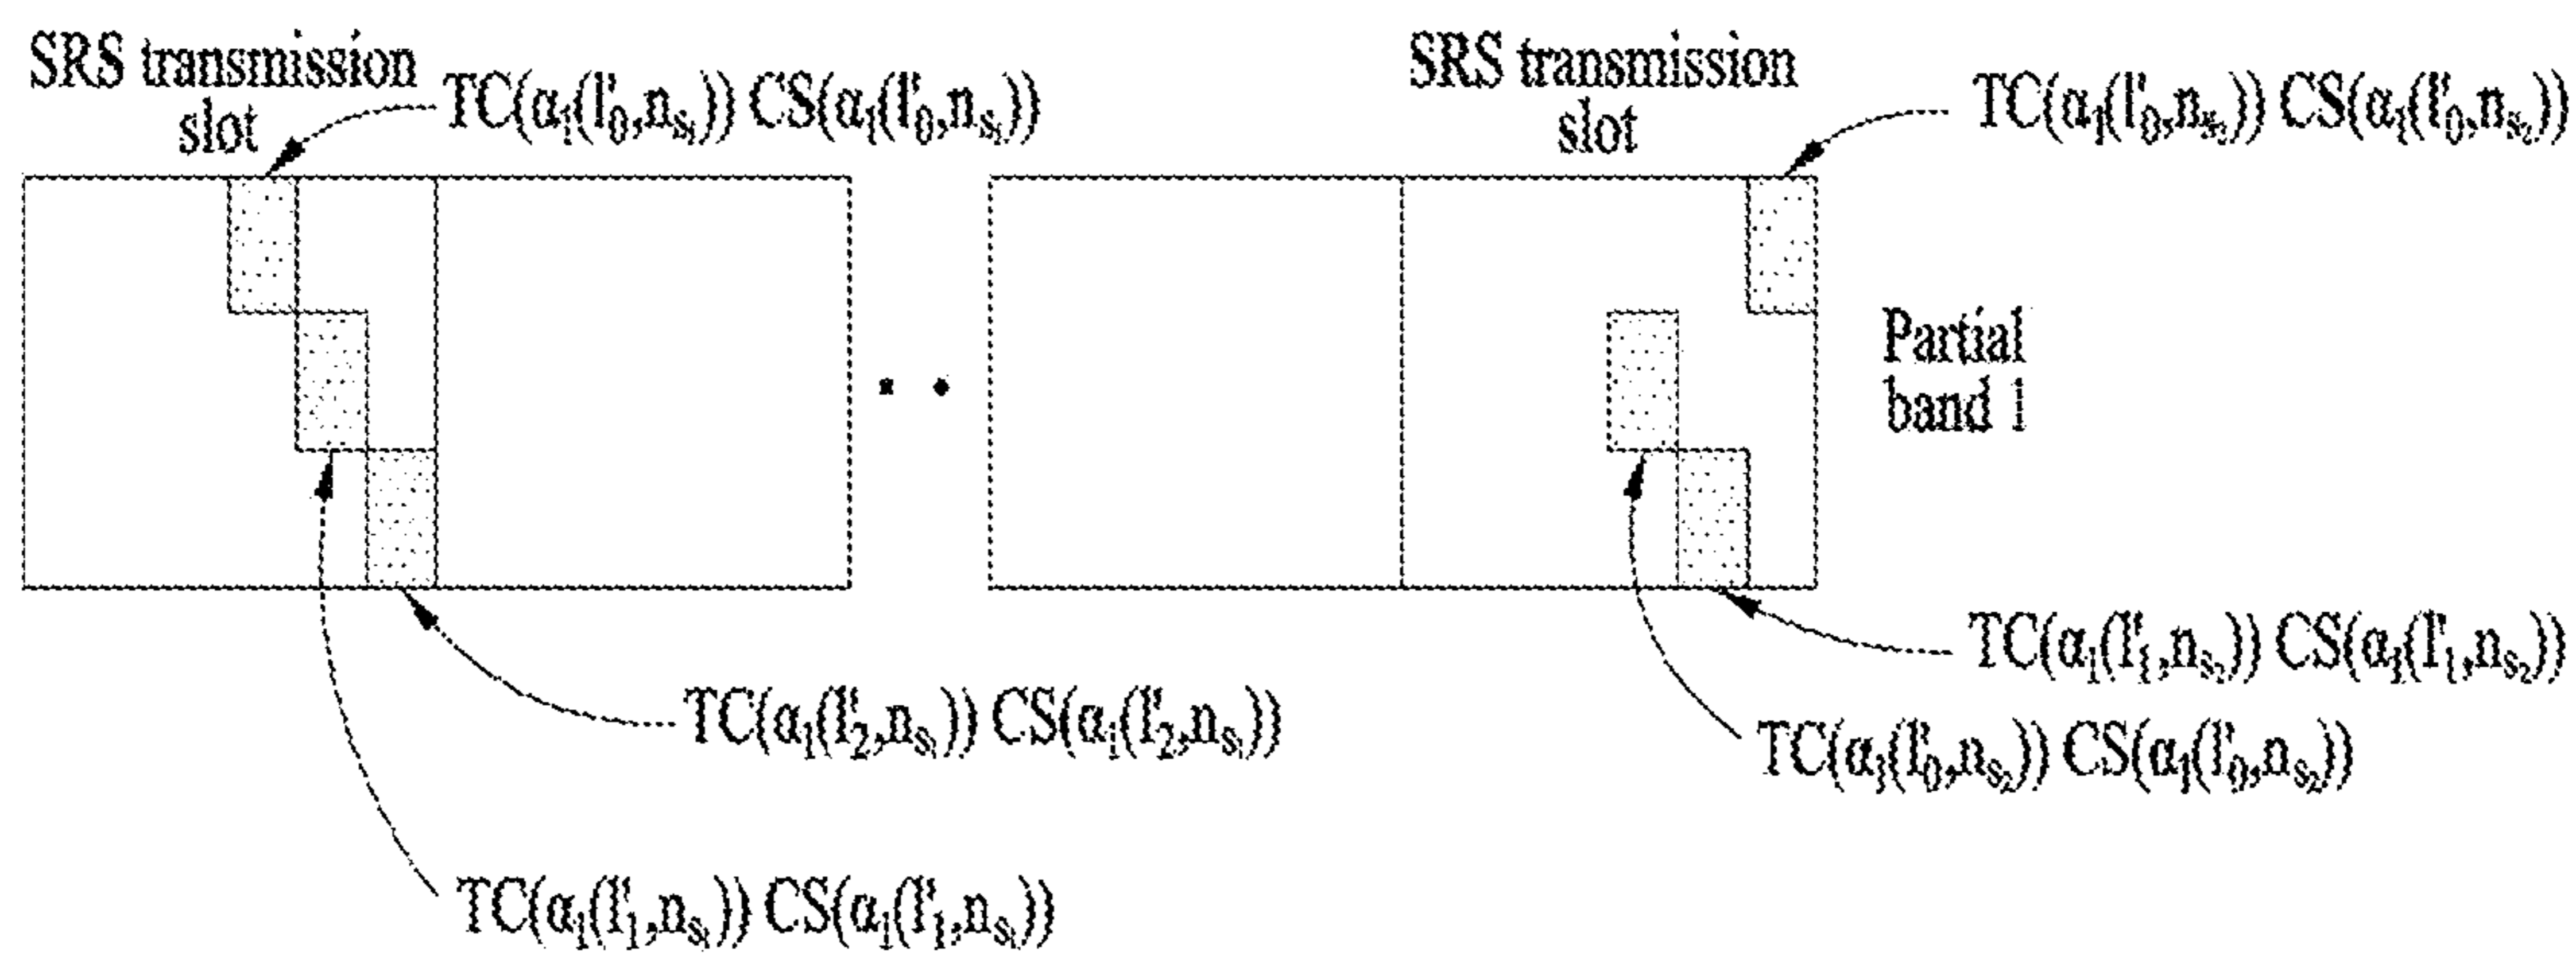 SRS transmission
slot
TC(α₁(l'₀,nₛ₁)) CS(α₁(l'₀,nₛ₁))
SRS transmission
slot
TC(α₁(l'₀,nₛ₂)) CS(α₁(l'₀,nₛ₂))
Partial
band 1
TC(α₁(l'₁,nₛ₂)) CS(α₁(l'₁,nₛ₂))
TC(α₁(l'₂,nₛ₁)) CS(α₁(l'₂,nₛ₁))
TC(α₁(l'₀,nₛ₂)) CS(α₁(l'₀,nₛ₂))
TC(α₁(l'₁,nₛ₁)) CS(α₁(l'₁,nₛ₁))